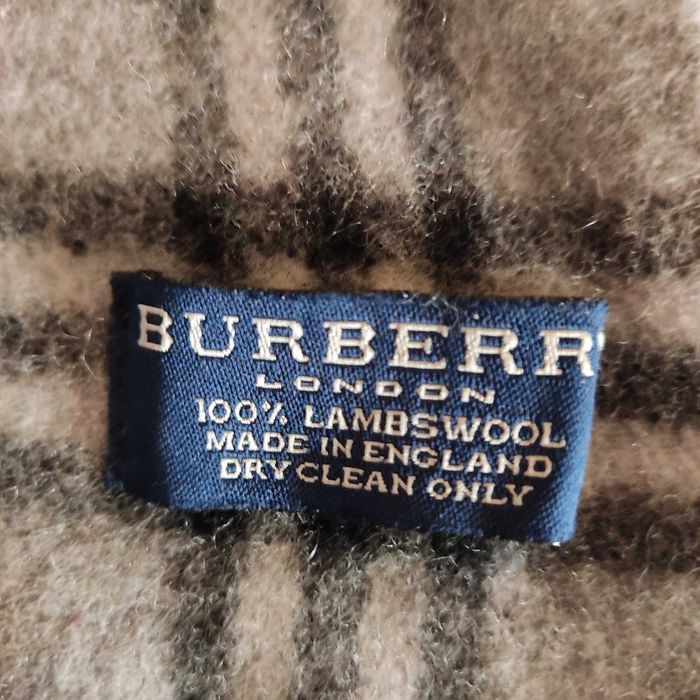 BURBERR
LONDON
100% LAMBSWOOL
MADE IN ENGLAND
DRY CLEAN ONLY